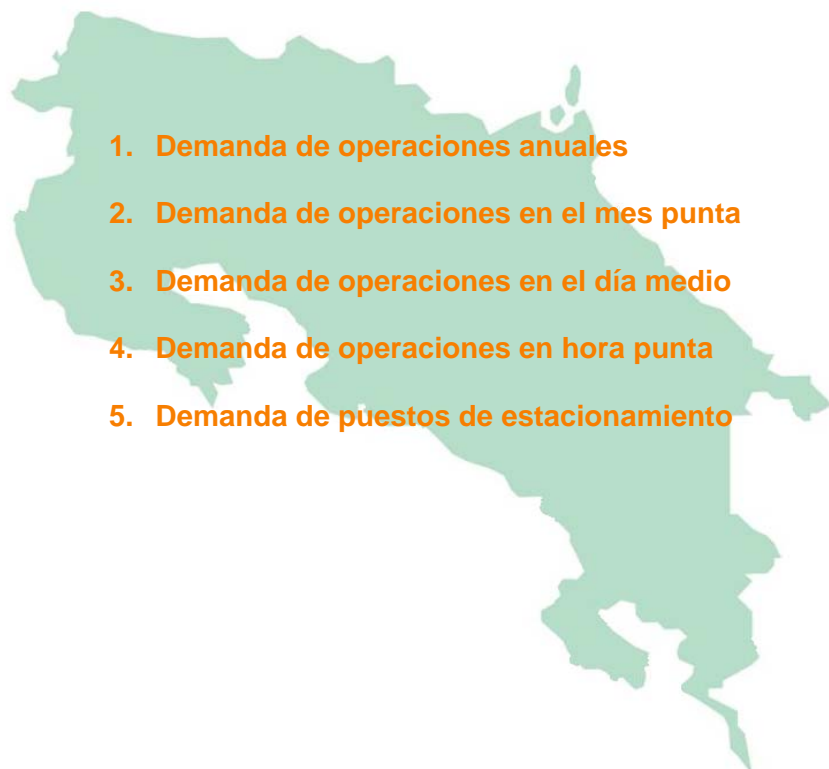 1. Demanda de operaciones anuales
2. Demanda de operaciones en el mes punta
3. Demanda de operaciones en el día medio
4. Demanda de operaciones en hora punta
5. Demanda de puestos de estacionamiento